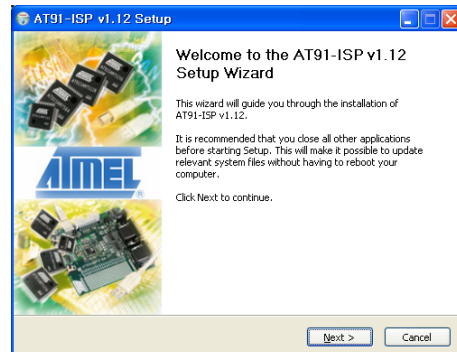 AT91-ISP v1.12 Setup
Welcome to the AT91-ISP v1.12
Setup Wizard
This wizard will guide you through the installation of
AT91-ISP v1.12.
It is recommended that you close all other applications
before starting Setup. This will make it possible to update
relevant system files without having to reboot your
computer.
Click Next to continue.
ATMEL
®
Next >
Cancel